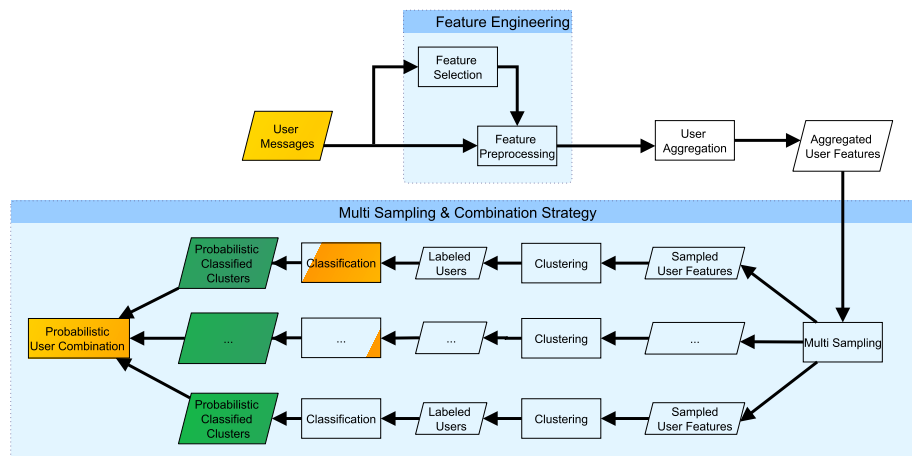 Feature Engineering
Feature
Selection
User
Messages
Feature
Preprocessing
User
Aggregation
Aggregated
User Features
Multi Sampling & Combination Strategy
Probabilistic
Classified
Clusters
Classification
Labeled
Users
Clustering
Sampled
User Features
Probabilistic
User Combination
...
...
...
Clustering
...
Multi Sampling
Probabilistic
Classified
Clusters
Classification
Labeled
Users
Clustering
Sampled
User Features